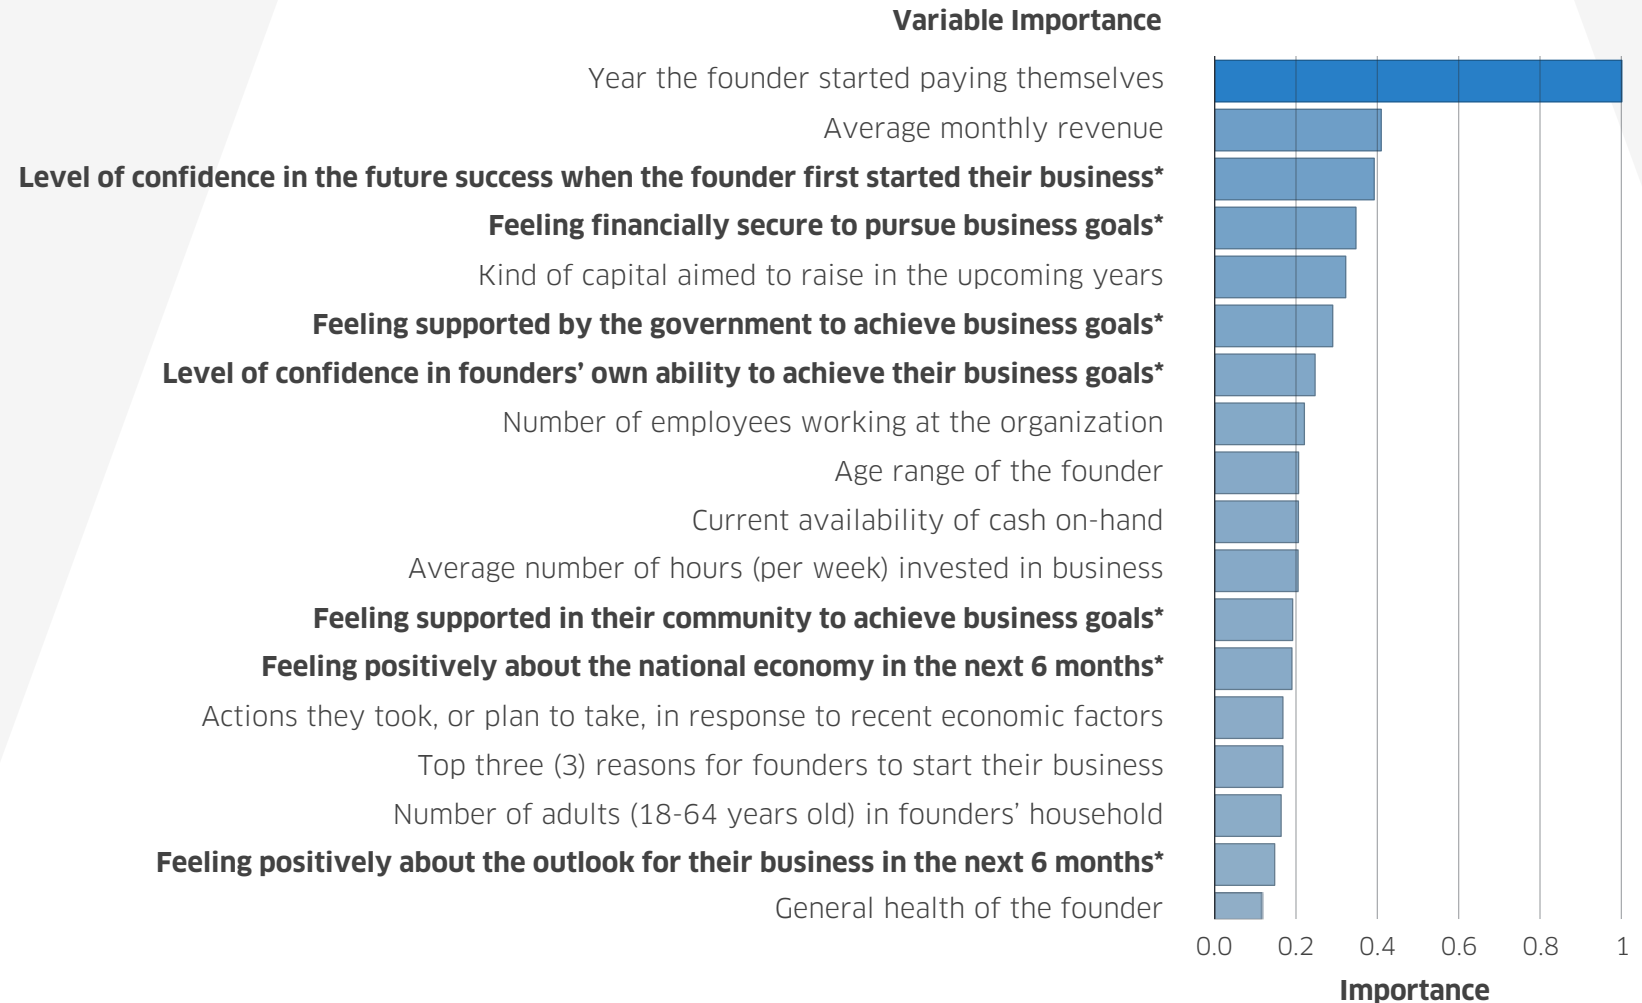 Variable Importance
Year the founder started paying themselves
Average monthly revenue
Level of confidence in the future success when the founder first started their business*
Feeling financially secure to pursue business goals*
Kind of capital aimed to raise in the upcoming years
Feeling supported by the government to achieve business goals*
Level of confidence in founders’ own ability to achieve their business goals*
Number of employees working at the organization
Age range of the founder
Current availability of cash on-hand
Average number of hours (per week) invested in business
Feeling supported in their community to achieve business goals*
Feeling positively about the national economy in the next 6 months*
Actions they took, or plan to take, in response to recent economic factors
Top three (3) reasons for founders to start their business
Number of adults (18-64 years old) in founders’ household
Feeling positively about the outlook for their business in the next 6 months*
General health of the founder
0.0 0.2 0.4 0.6 0.8 1
Importance